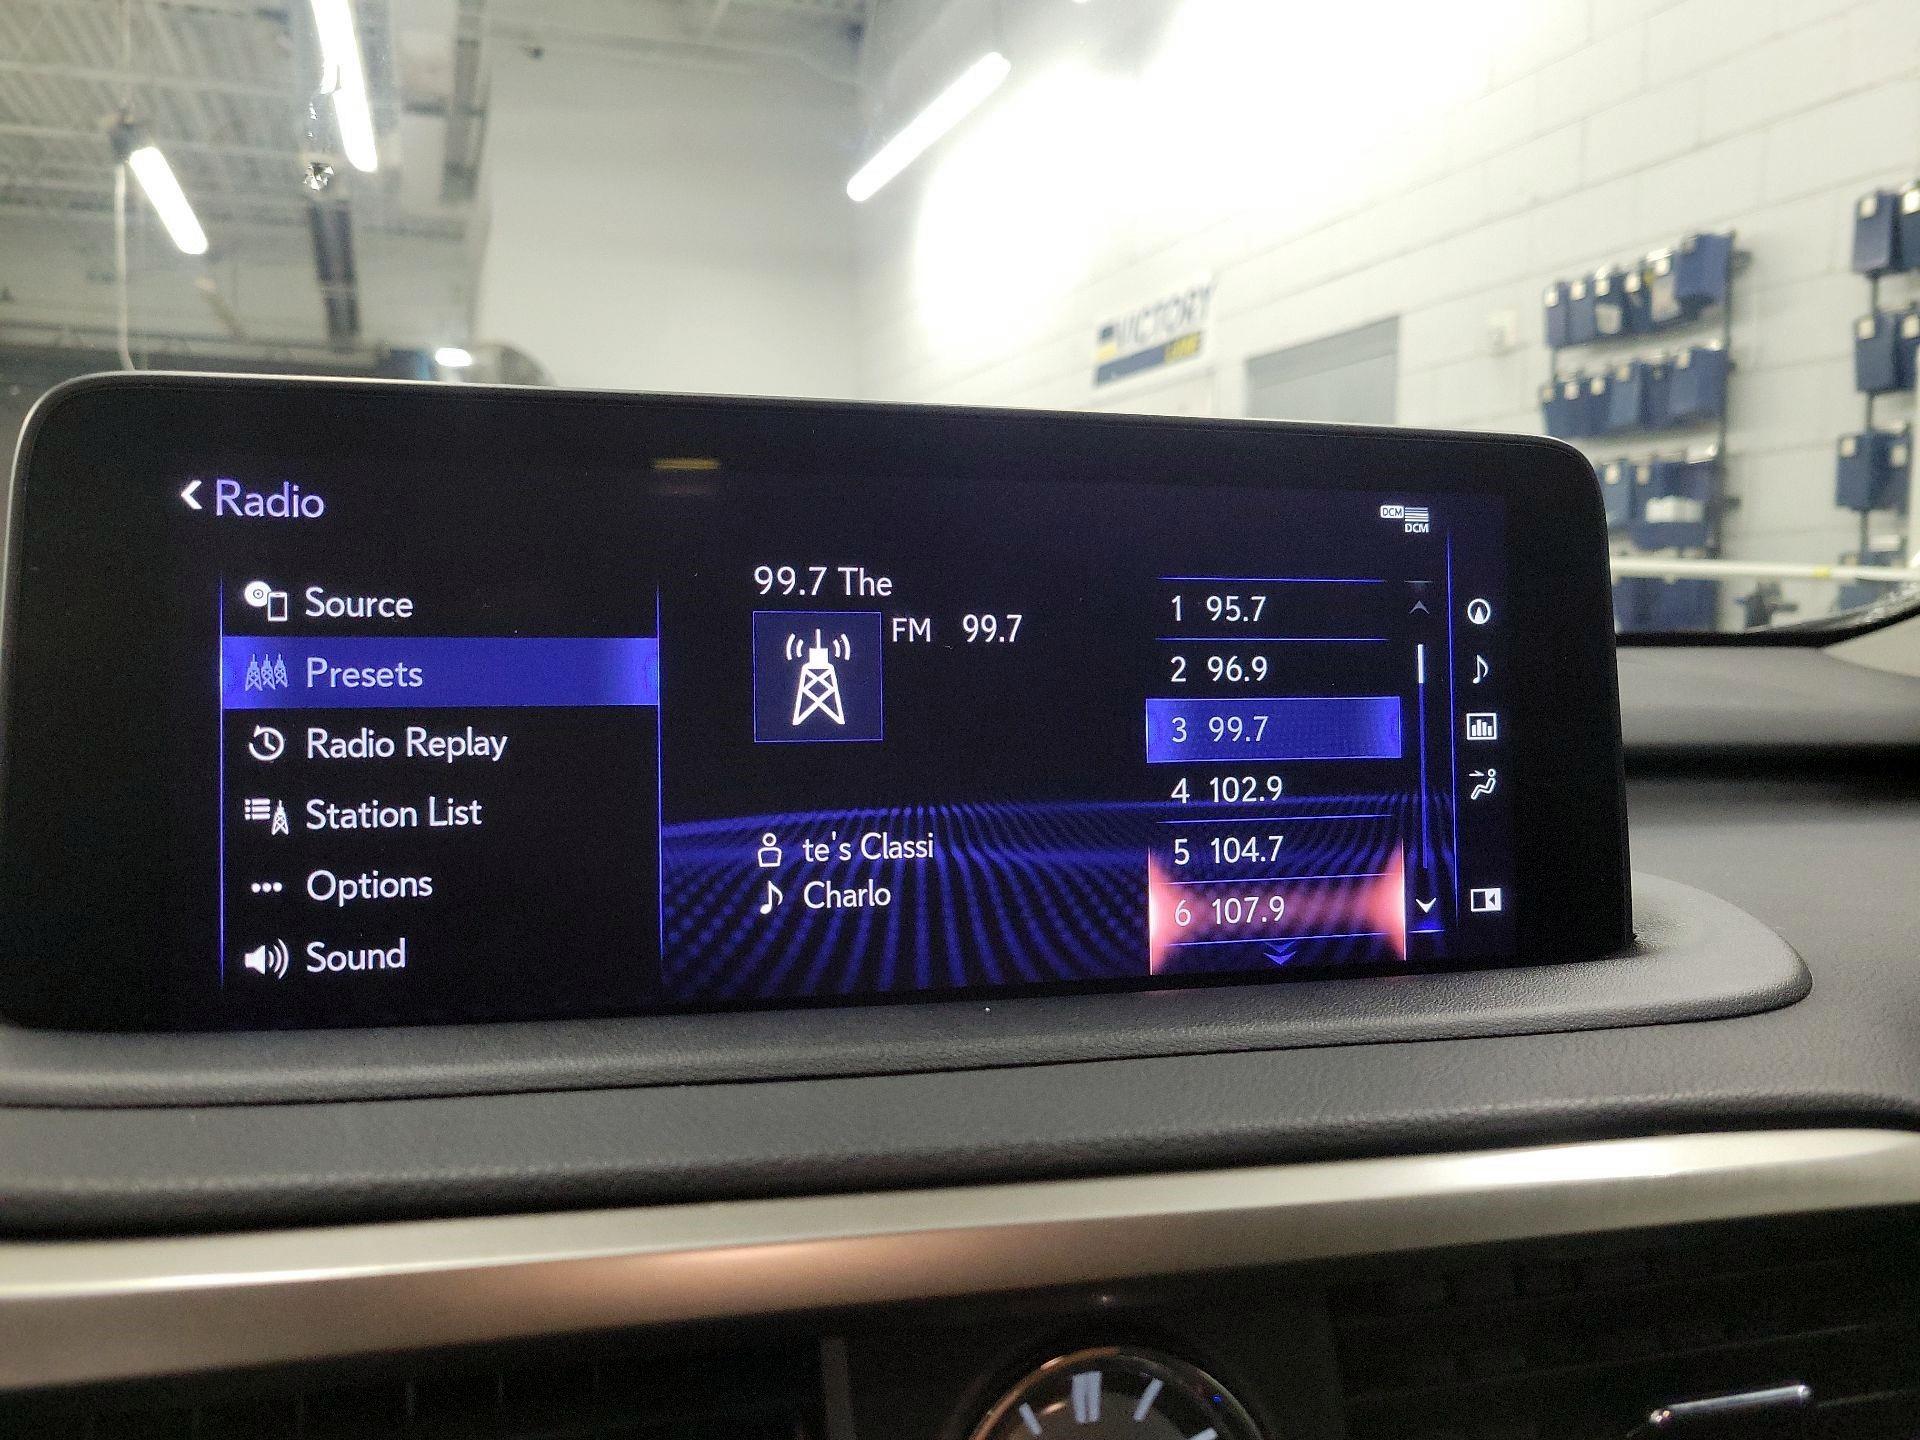 VICTORY
LANE
Radio
DCM
DCM
Source
Presets
Radio Replay
Station List
Options
Sound
99.7 The
FM 99.7
te's Classi
Charlo
1 95.7
2 96.9
3 99.7
4 102.9
5 104.7
6 107.9